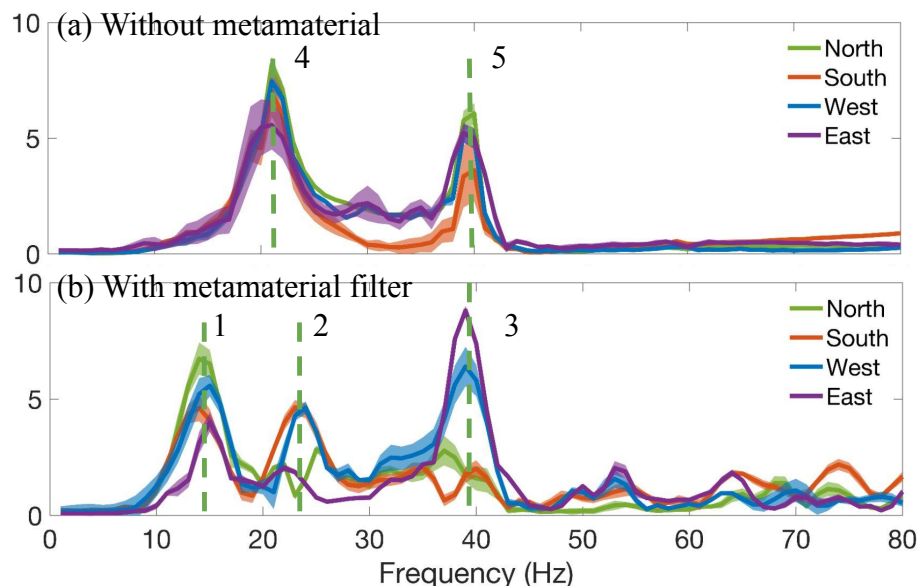 10
(a) Without metamaterial
4
5
North
South
West
East
5
0
10
(b) With metamaterial filter
1
2
3
North
South
West
East
5
0
0 10 20 30 40 50 60 70 80
Frequency (Hz)